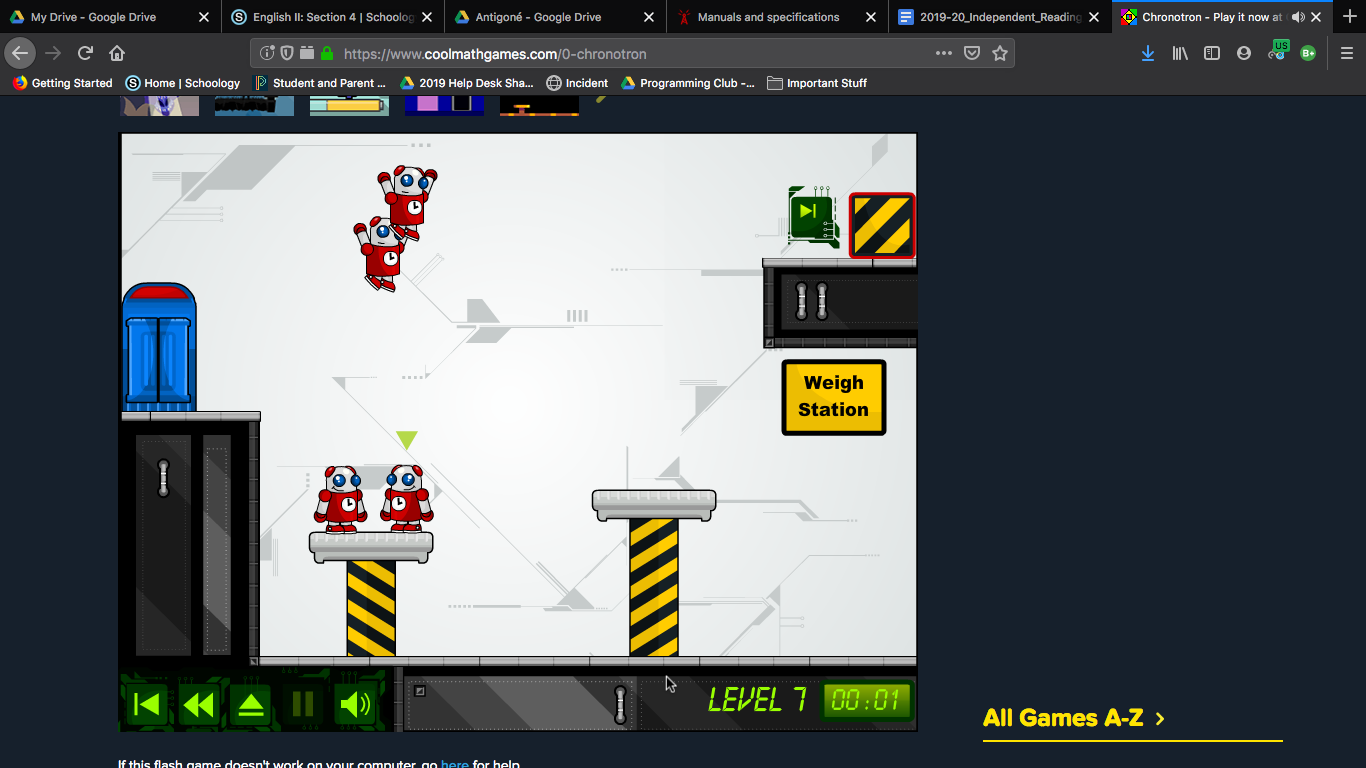 My Drive - Google Drive
English II: Section 4 | Schoolog
Antigoné - Google Drive
Manuals and specifications
2019-20_Independent_Reading
Chronotron - Play it now at
https://www.coolmathgames.com/0-chronotron
US
B+
Getting Started
Home | Schoology
Student and Parent ...
2019 Help Desk Sha...
Incident
Programming Club -...
Important Stuff
Weigh
Station
LEVEL 7
00:01
All Games A-Z >
If this flash game doesn't work on your computer, go here for help.